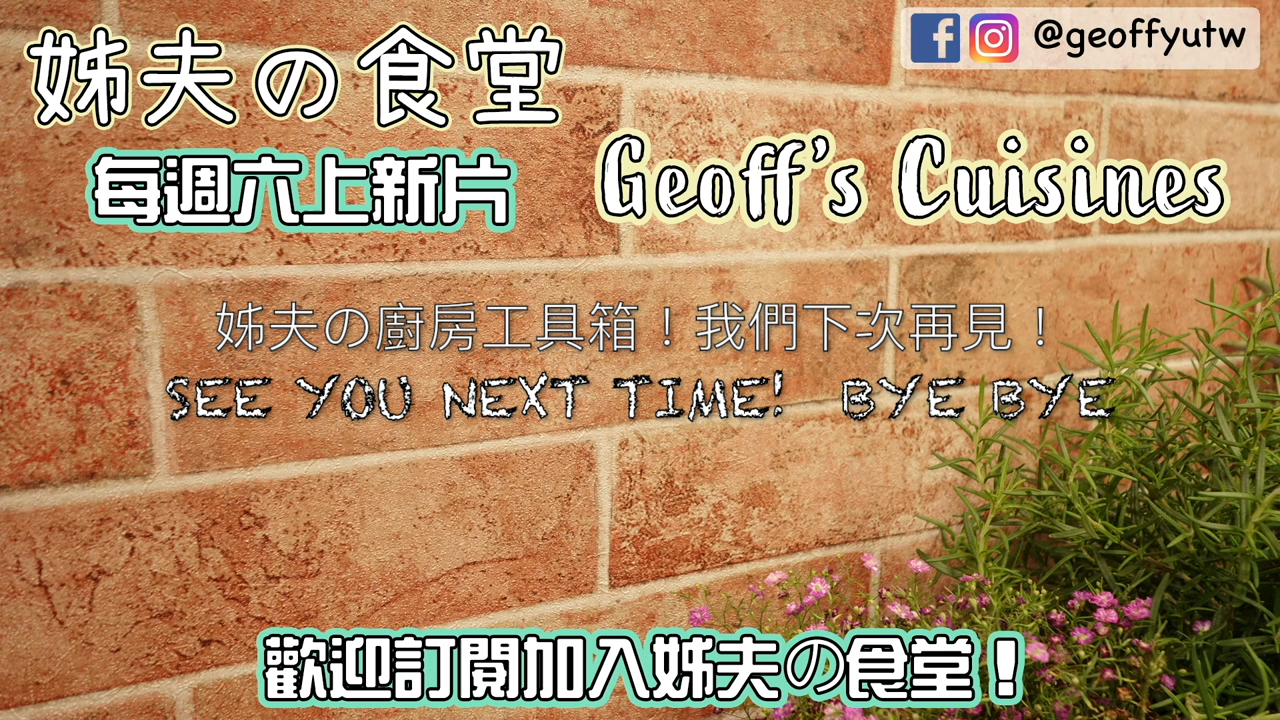 姊夫の食堂
@geoffyutw
每週六上新片
Geoff's Cuisines
姊夫の廚房工具箱！我們下次再見！
SEE YOU NEXT TIME! BYE BYE
歡迎訂閱加入姊夫の食堂！